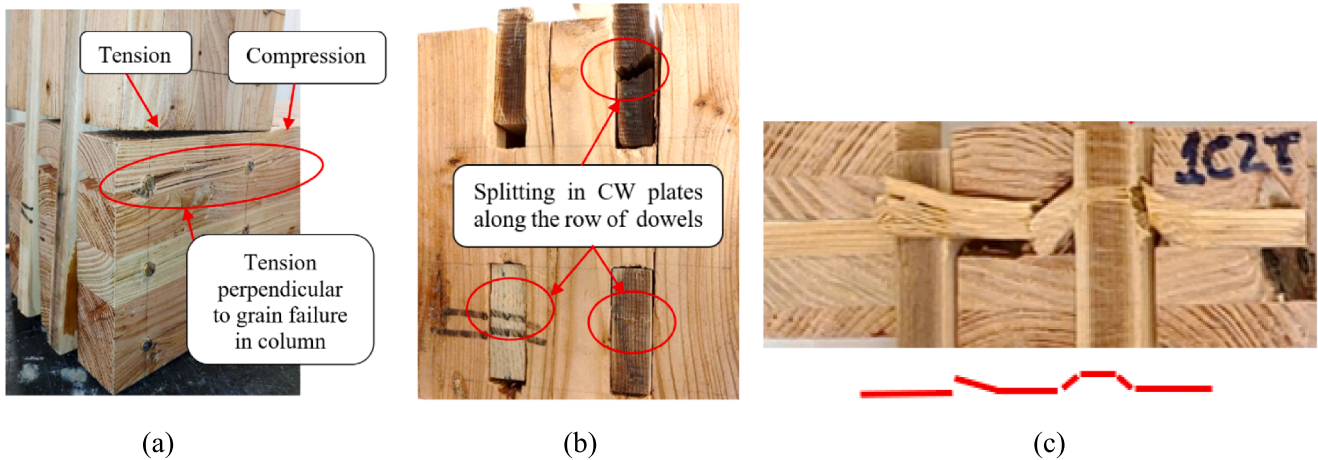 Tension
Compression
Tension
perpendicular
to grain failure
in column
Splitting in CW plates
along the row of dowels
1C2T
(a)
(b)
(c)